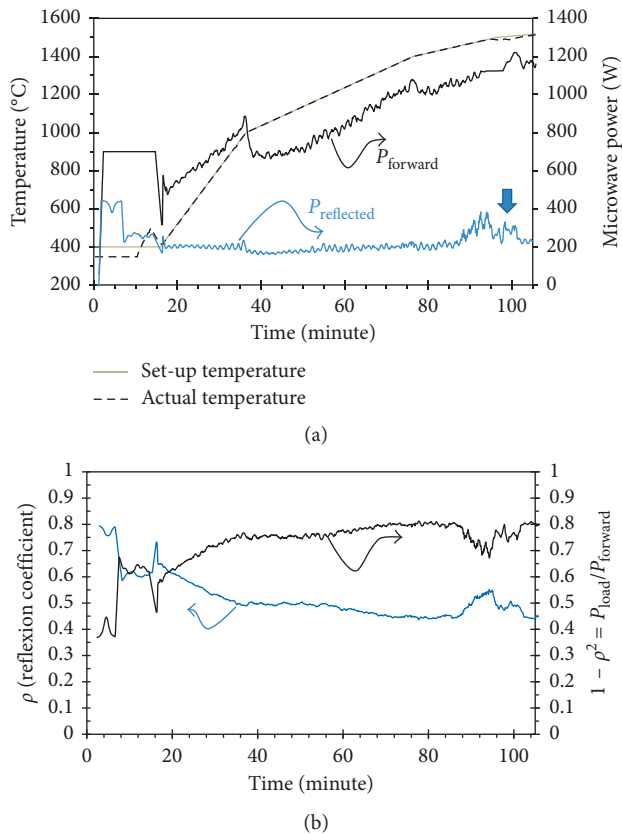 1600
1400
1200
1000
800
600
400
200
Temperature (°C)
1400
1200
1000
800
600
400
200
0
Microwave power (W)
P forward
P reflected
0 20 40 60 80 100
Time (minute)
Set-up temperature
Actual temperature
(a)
1
0.9
0.8
0.7
0.6
0.5
0.4
0.3
0.2
0.1
0
ρ (reflexion coefficient)
1
0.9
0.8
0.7
0.6
0.5
0.4
0.3
0.2
0.1
0
1 − ρ² = P load/P forward
0 20 40 60 80 100
Time (minute)
(b)